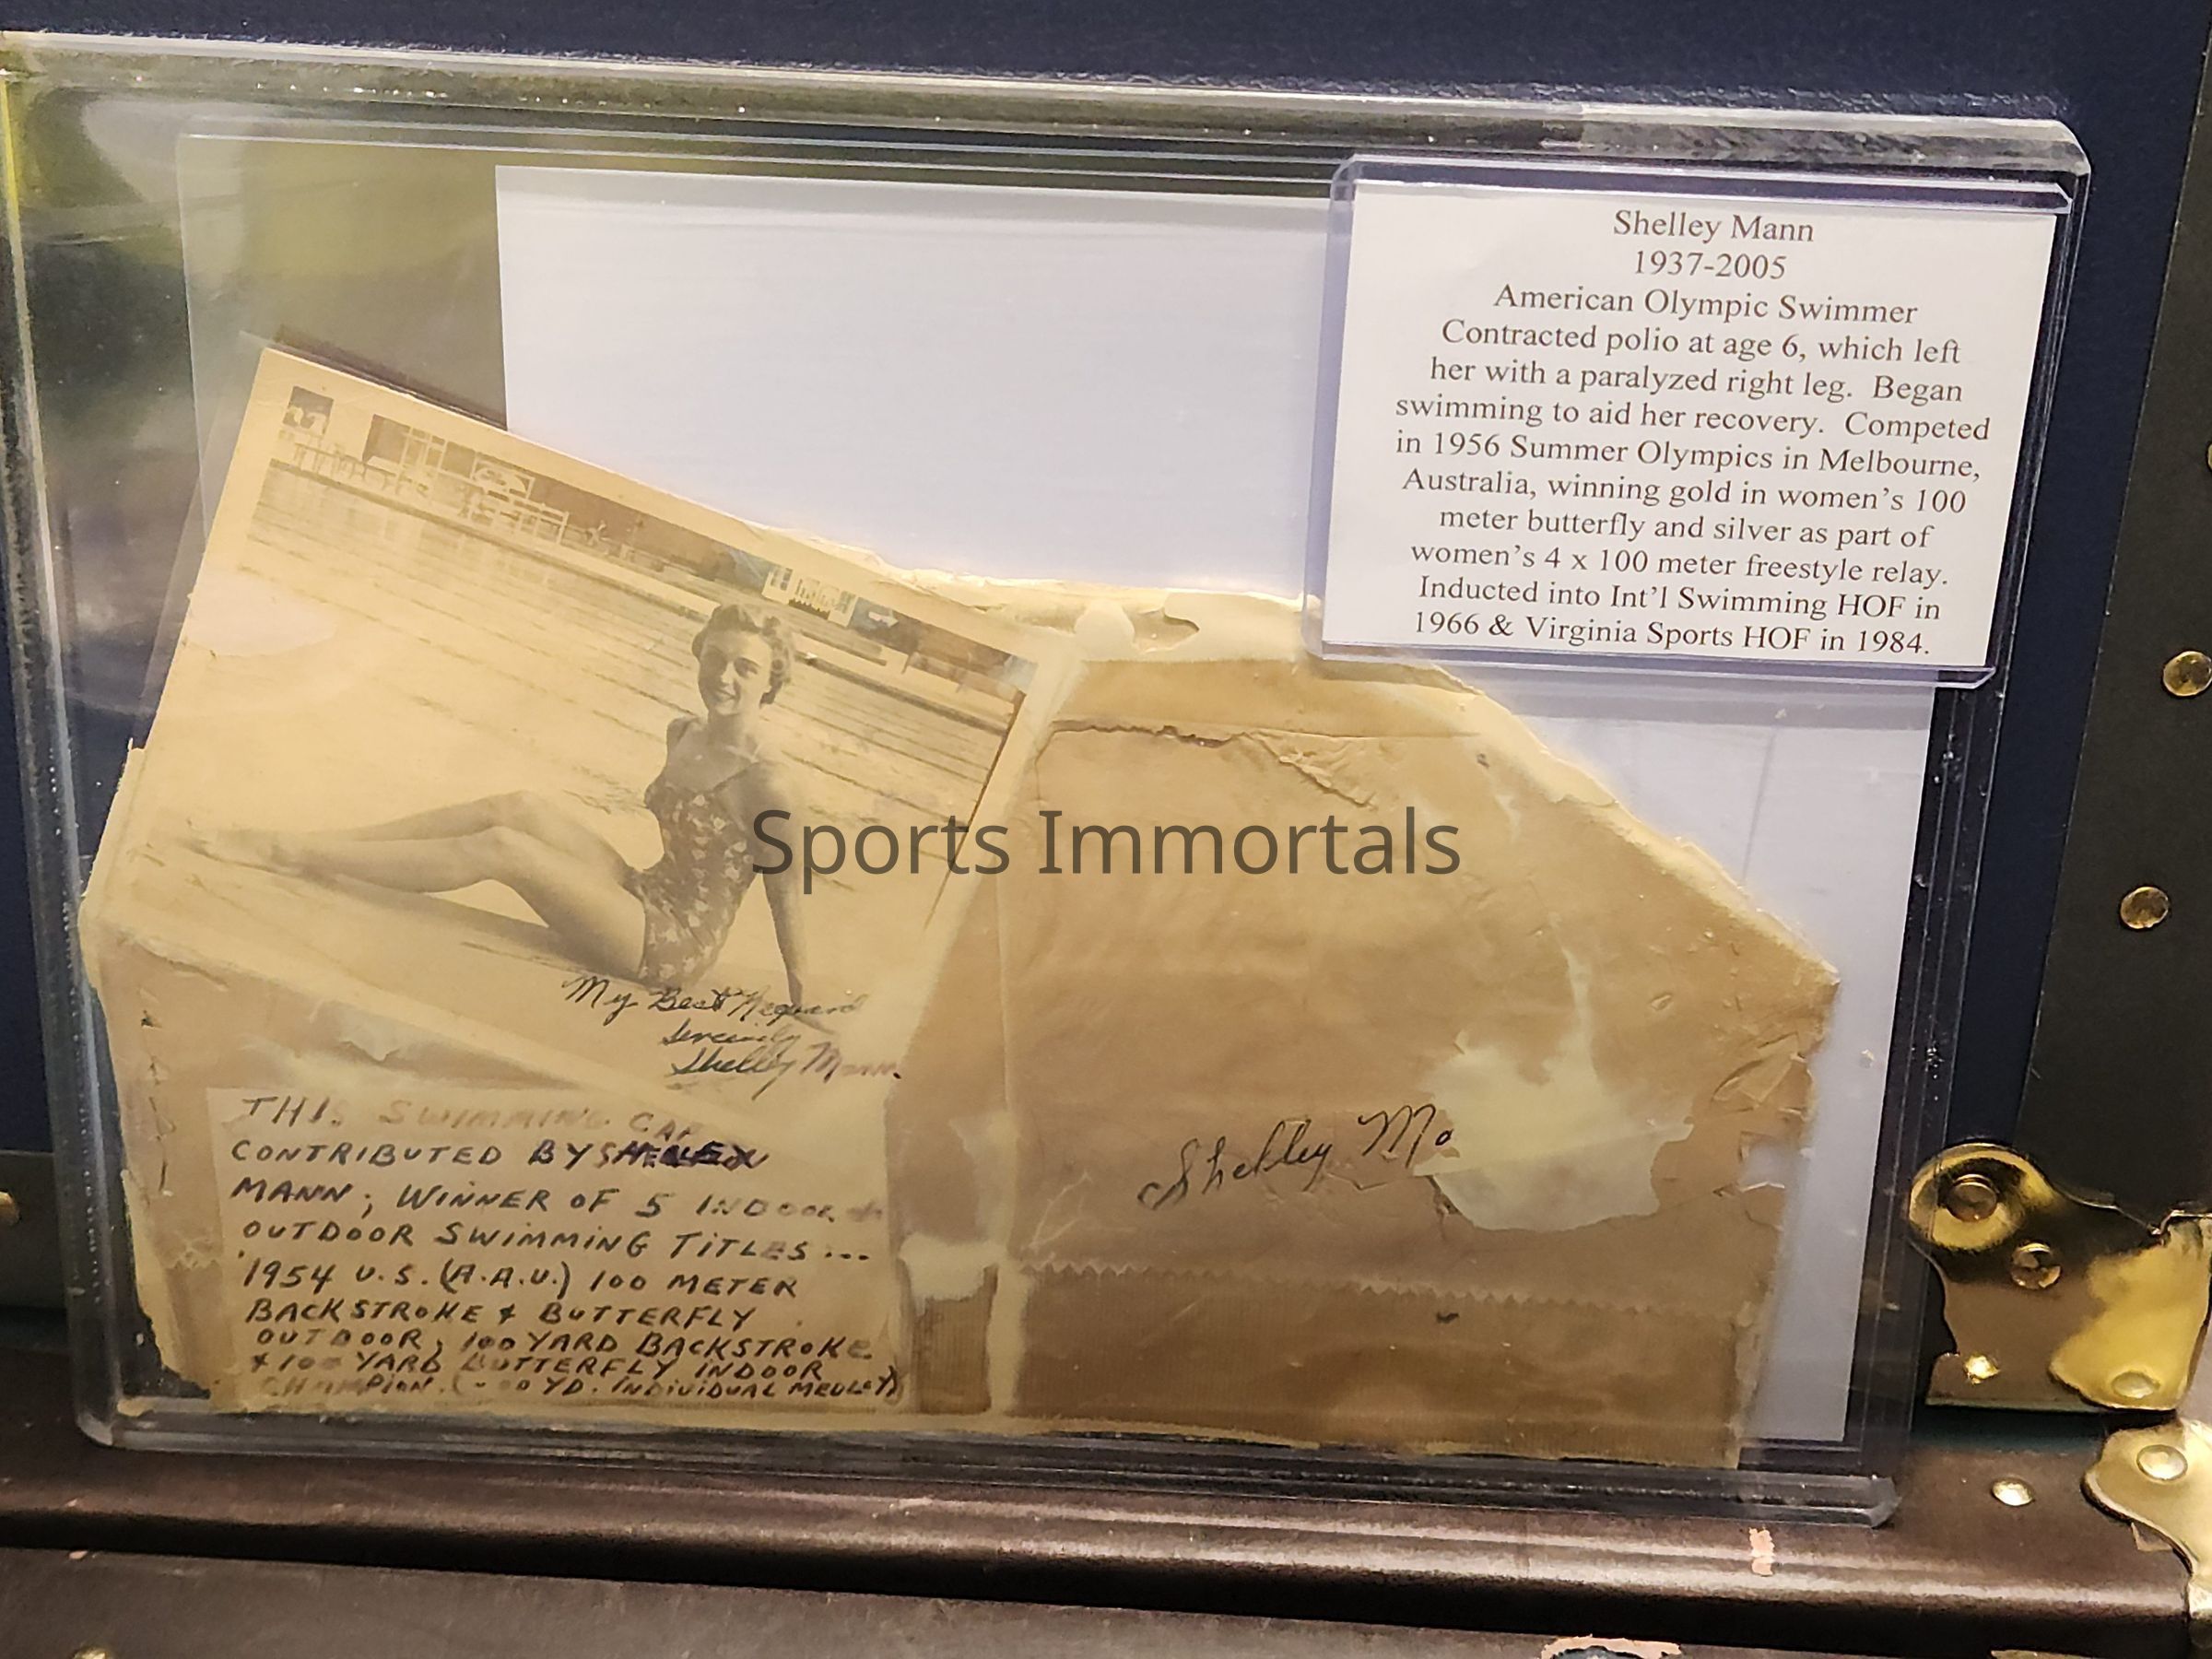 Shelley Mann
1937-2005
American Olympic Swimmer
Contracted polio at age 6, which left
her with a paralyzed right leg.  Began
swimming to aid her recovery.  Competed
in 1956 Summer Olympics in Melbourne,
Australia, winning gold in women's 100
meter butterfly and silver as part of
women's 4 x 100 meter freestyle relay.
Inducted into Int'l Swimming HOF in
1966 & Virginia Sports HOF in 1984.
Sports Immortals
My Best Regard
Sincerely
Shelley Mann.
Shelley Ma
THIS SWIMMING CAP
CONTRIBUTED BY SHELLEY
MANN; WINNER OF 5 INDOOR &
OUTDOOR SWIMMING TITLES...
1954 U.S. (A.A.U.) 100 METER
BACKSTROKE & BUTTERFLY
OUTDOOR; 100 YARD BACKSTROKE
& 100 YARD BUTTERFLY INDOOR
CHAMPION. YD. INDIVIDUAL MEDLEY)